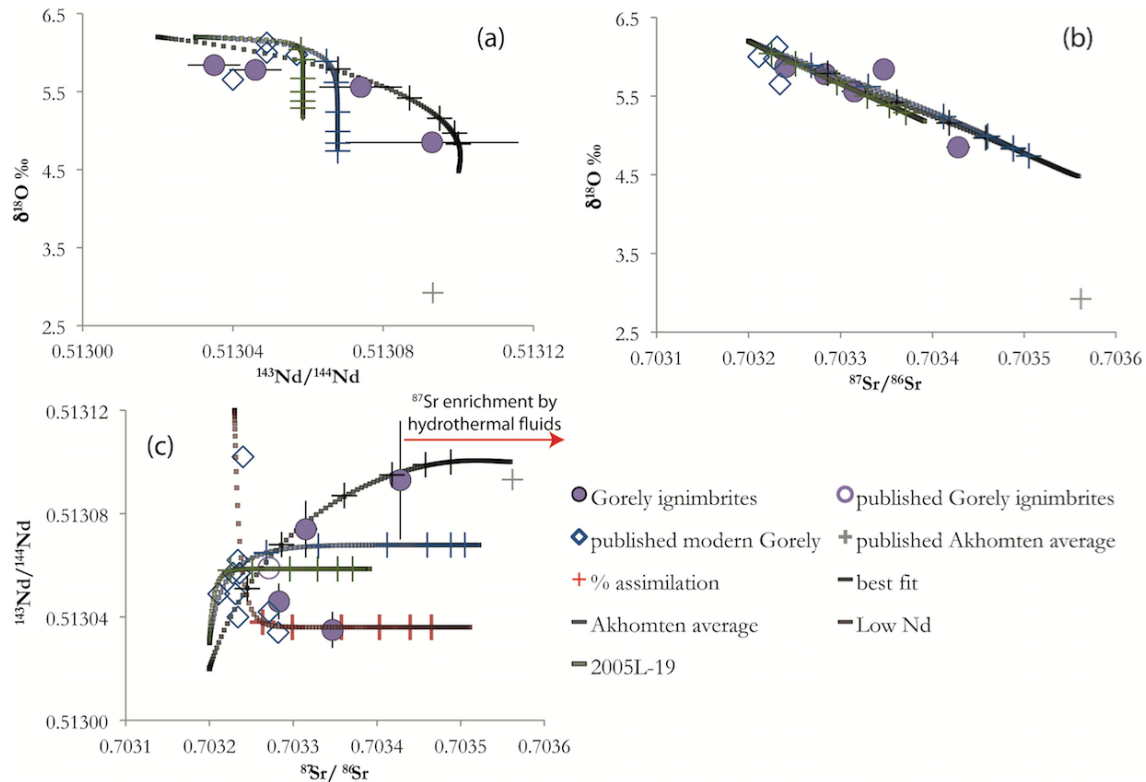 (a)
6.5
5.5
4.5
3.5
2.5
δ18O ‰
0.51300
0.51304
0.51308
0.51312
143Nd/144Nd
(b)
6.5
5.5
4.5
3.5
2.5
δ18O ‰
0.7031
0.7032
0.7033
0.7034
0.7035
0.7036
87Sr/86Sr
(c)
87Sr enrichment by
hydrothermal fluids
0.51312
0.51308
0.51304
0.51300
143Nd/144Nd
0.7031
0.7032
0.7033
0.7034
0.7035
0.7036
87Sr/ 86Sr
Gorely ignimbrites
published Gorely ignimbrites
published modern Gorely
published Akhomten average
% assimilation
best fit
Akhomten average
Low Nd
2005L-19